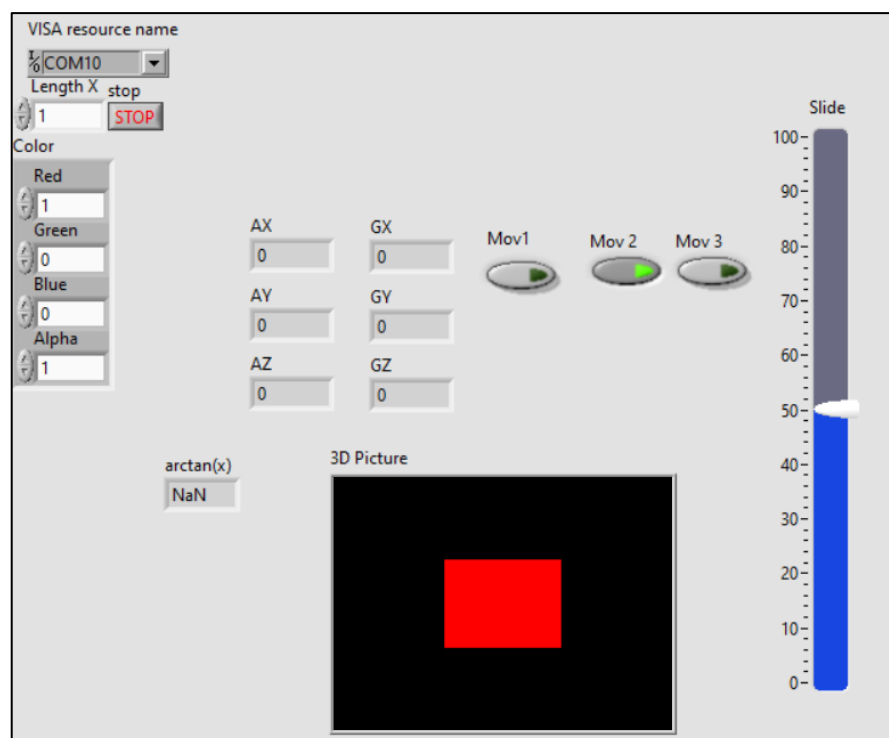 VISA resource name
I/O COM10
Length X
1
stop
STOP
Color
Red
1
Green
0
Blue
0
Alpha
1
AX
0
AY
0
AZ
0
GX
0
GY
0
GZ
0
Mov1
Mov 2
Mov 3
Slide
100
90
80
70
60
50
40
30
20
10
0
arctan(x)
NaN
3D Picture